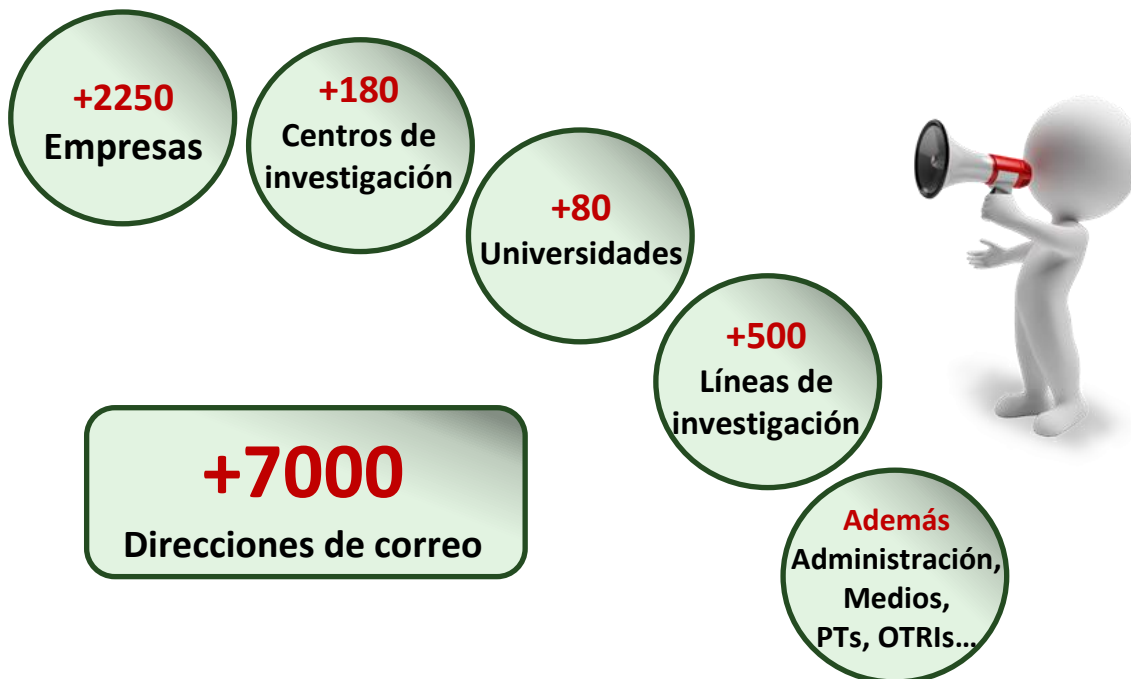 +2250
Empresas
+180
Centros de
investigación
+80
Universidades
+500
Líneas de
investigación
+7000
Direcciones de correo
Además
Administración,
Medios,
PTs, OTRIs...